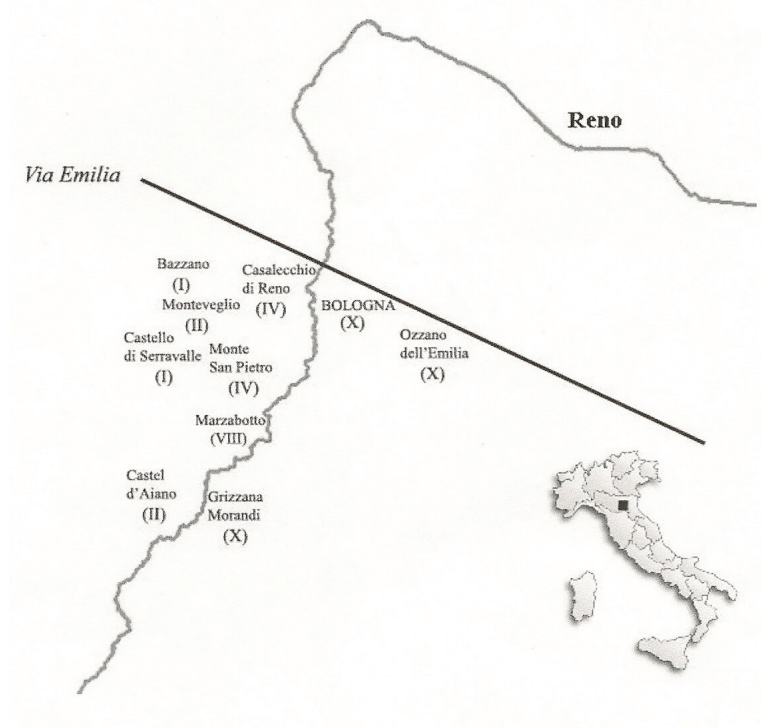 Reno
Via Emilia
Bazzano
(I)
Casalecchio
di Reno
(IV)
Monteveglio
(II)
BOLOGNA
(X)
Castello
di Serravalle
(I)
Monte
San Pietro
(IV)
Ozzano
dell'Emilia
(X)
Marzabotto
(VIII)
Castel
d'Aiano
(II)
Grizzana
Morandi
(X)